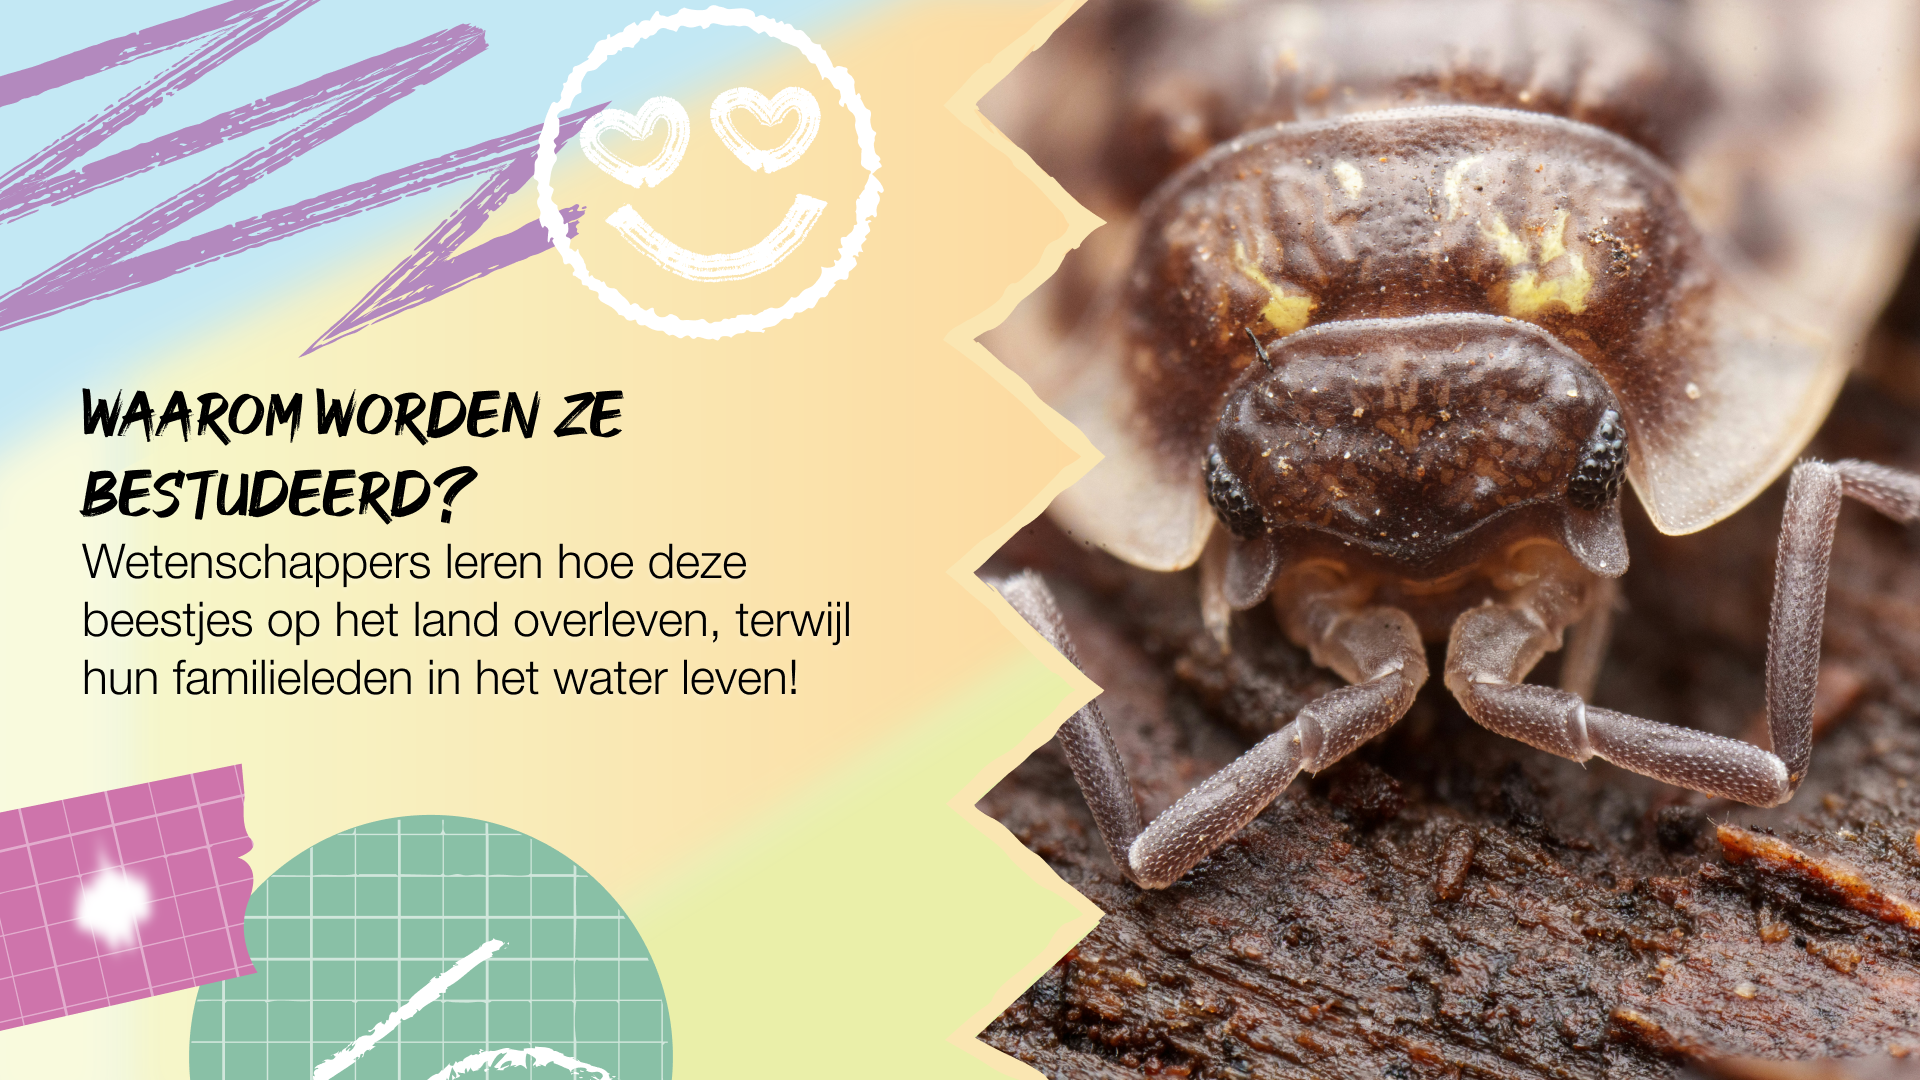 WAAROM WORDEN ZE
BESTUDEERD?
Wetenschappers leren hoe deze
beestjes op het land overleven, terwijl
hun familieleden in het water leven!